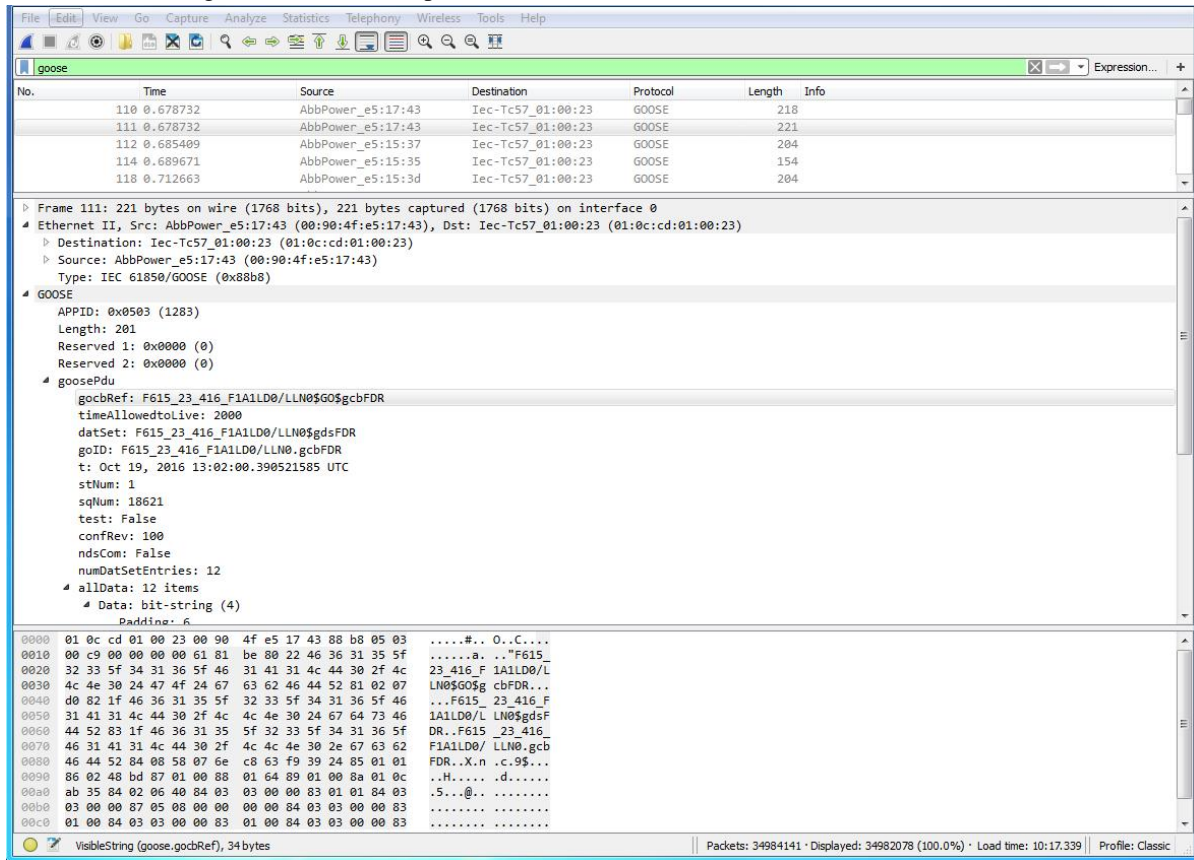 File Edit View Go Capture Analyze Statistics Telephony Wireless Tools Help
goose Expression... +
No. Time Source Destination Protocol Length Info
110 0.678732 AbbPower_e5:17:43 Iec-Tc57_01:00:23 GOOSE 218
111 0.678732 AbbPower_e5:17:43 Iec-Tc57_01:00:23 GOOSE 221
112 0.685409 AbbPower_e5:15:37 Iec-Tc57_01:00:23 GOOSE 204
114 0.689671 AbbPower_e5:15:35 Iec-Tc57_01:00:23 GOOSE 154
118 0.712663 AbbPower_e5:15:3d Iec-Tc57_01:00:23 GOOSE 204
Frame 111: 221 bytes on wire (1768 bits), 221 bytes captured (1768 bits) on interface 0
Ethernet II, Src: AbbPower_e5:17:43 (00:90:4f:e5:17:43), Dst: Iec-Tc57_01:00:23 (01:0c:cd:01:00:23)
Destination: Iec-Tc57_01:00:23 (01:0c:cd:01:00:23)
Source: AbbPower_e5:17:43 (00:90:4f:e5:17:43)
Type: IEC 61850/GOOSE (0x88b8)
GOOSE
APPID: 0x0503 (1283)
Length: 201
Reserved 1: 0x0000 (0)
Reserved 2: 0x0000 (0)
goosePdu
gocbRef: F615_23_416_F1A1LD0/LLN0$GO$gcbFDR
timeAllowedtoLive: 2000
datSet: F615_23_416_F1A1LD0/LLN0$gdsFDR
goID: F615_23_416_F1A1LD0/LLN0.gcbFDR
t: Oct 19, 2016 13:02:00.390521585 UTC
stNum: 1
sqNum: 18621
test: False
confRev: 100
ndsCom: False
numDatSetEntries: 12
allData: 12 items
Data: bit-string (4)
Padding: 6
0000 01 0c cd 01 00 23 00 90 4f e5 17 43 88 b8 05 03 .....#.. O..C....
0010 00 c9 00 00 00 00 61 81 be 80 22 46 36 31 35 5f ......a. .."F615_
0020 32 33 5f 34 31 36 5f 46 31 41 31 4c 44 30 2f 4c 23_416_F 1A1LD0/L
0030 4c 4e 30 24 47 4f 24 67 63 62 46 44 52 81 02 07 LN0$GO$g cbFDR...
0040 d0 82 1f 46 36 31 35 5f 32 33 5f 34 31 36 5f 46 ...F615_ 23_416_F
0050 31 41 31 4c 44 30 2f 4c 4c 4e 30 24 67 64 73 46 1A1LD0/L LN0$gdsF
0060 44 52 83 1f 46 36 31 35 5f 32 33 5f 34 31 36 5f DR..F615 _23_416_
0070 46 31 41 31 4c 44 30 2f 4c 4c 4e 30 2e 67 63 62 F1A1LD0/ LLN0.gcb
0080 46 44 52 84 08 58 07 6e c8 63 f9 39 24 85 01 01 FDR..X.n .c.9$...
0090 86 02 48 bd 87 01 00 88 01 64 89 01 00 8a 01 0c ..H..... .d......
00a0 ab 35 84 02 06 40 84 03 03 00 00 83 01 01 84 03 .5...@.. ........
00b0 03 00 00 87 05 08 00 00 00 00 84 03 03 00 00 83 ........ ........
00c0 01 00 84 03 03 00 00 83 01 00 84 03 03 00 00 83 ........ ........
VisibleString (goose.gocbRef), 34 bytes Packets: 34984141 · Displayed: 34982078 (100.0%) · Load time: 10:17.339 Profile: Classic